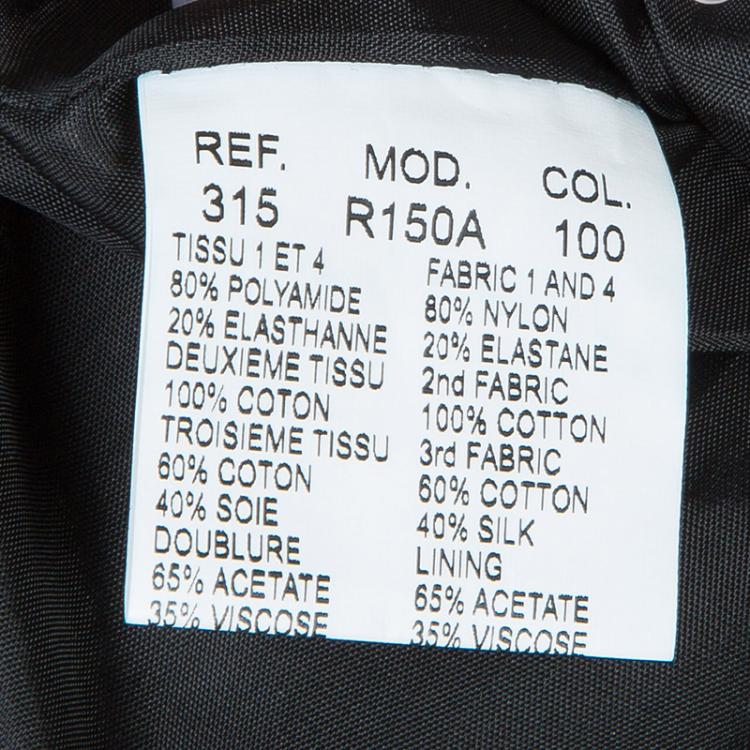 REF. MOD. COL.
315 R150A 100
TISSU 1 ET 4
80% POLYAMIDE
20% ELASTHANNE
DEUXIEME TISSU
100% COTON
TROISIEME TISSU
60% COTON
40% SOIE
DOUBLURE
65% ACETATE
35% VISCOSE
FABRIC 1 AND 4
80% NYLON
20% ELASTANE
2nd FABRIC
100% COTTON
3rd FABRIC
60% COTTON
40% SILK
LINING
65% ACETATE
35% VISCOSE